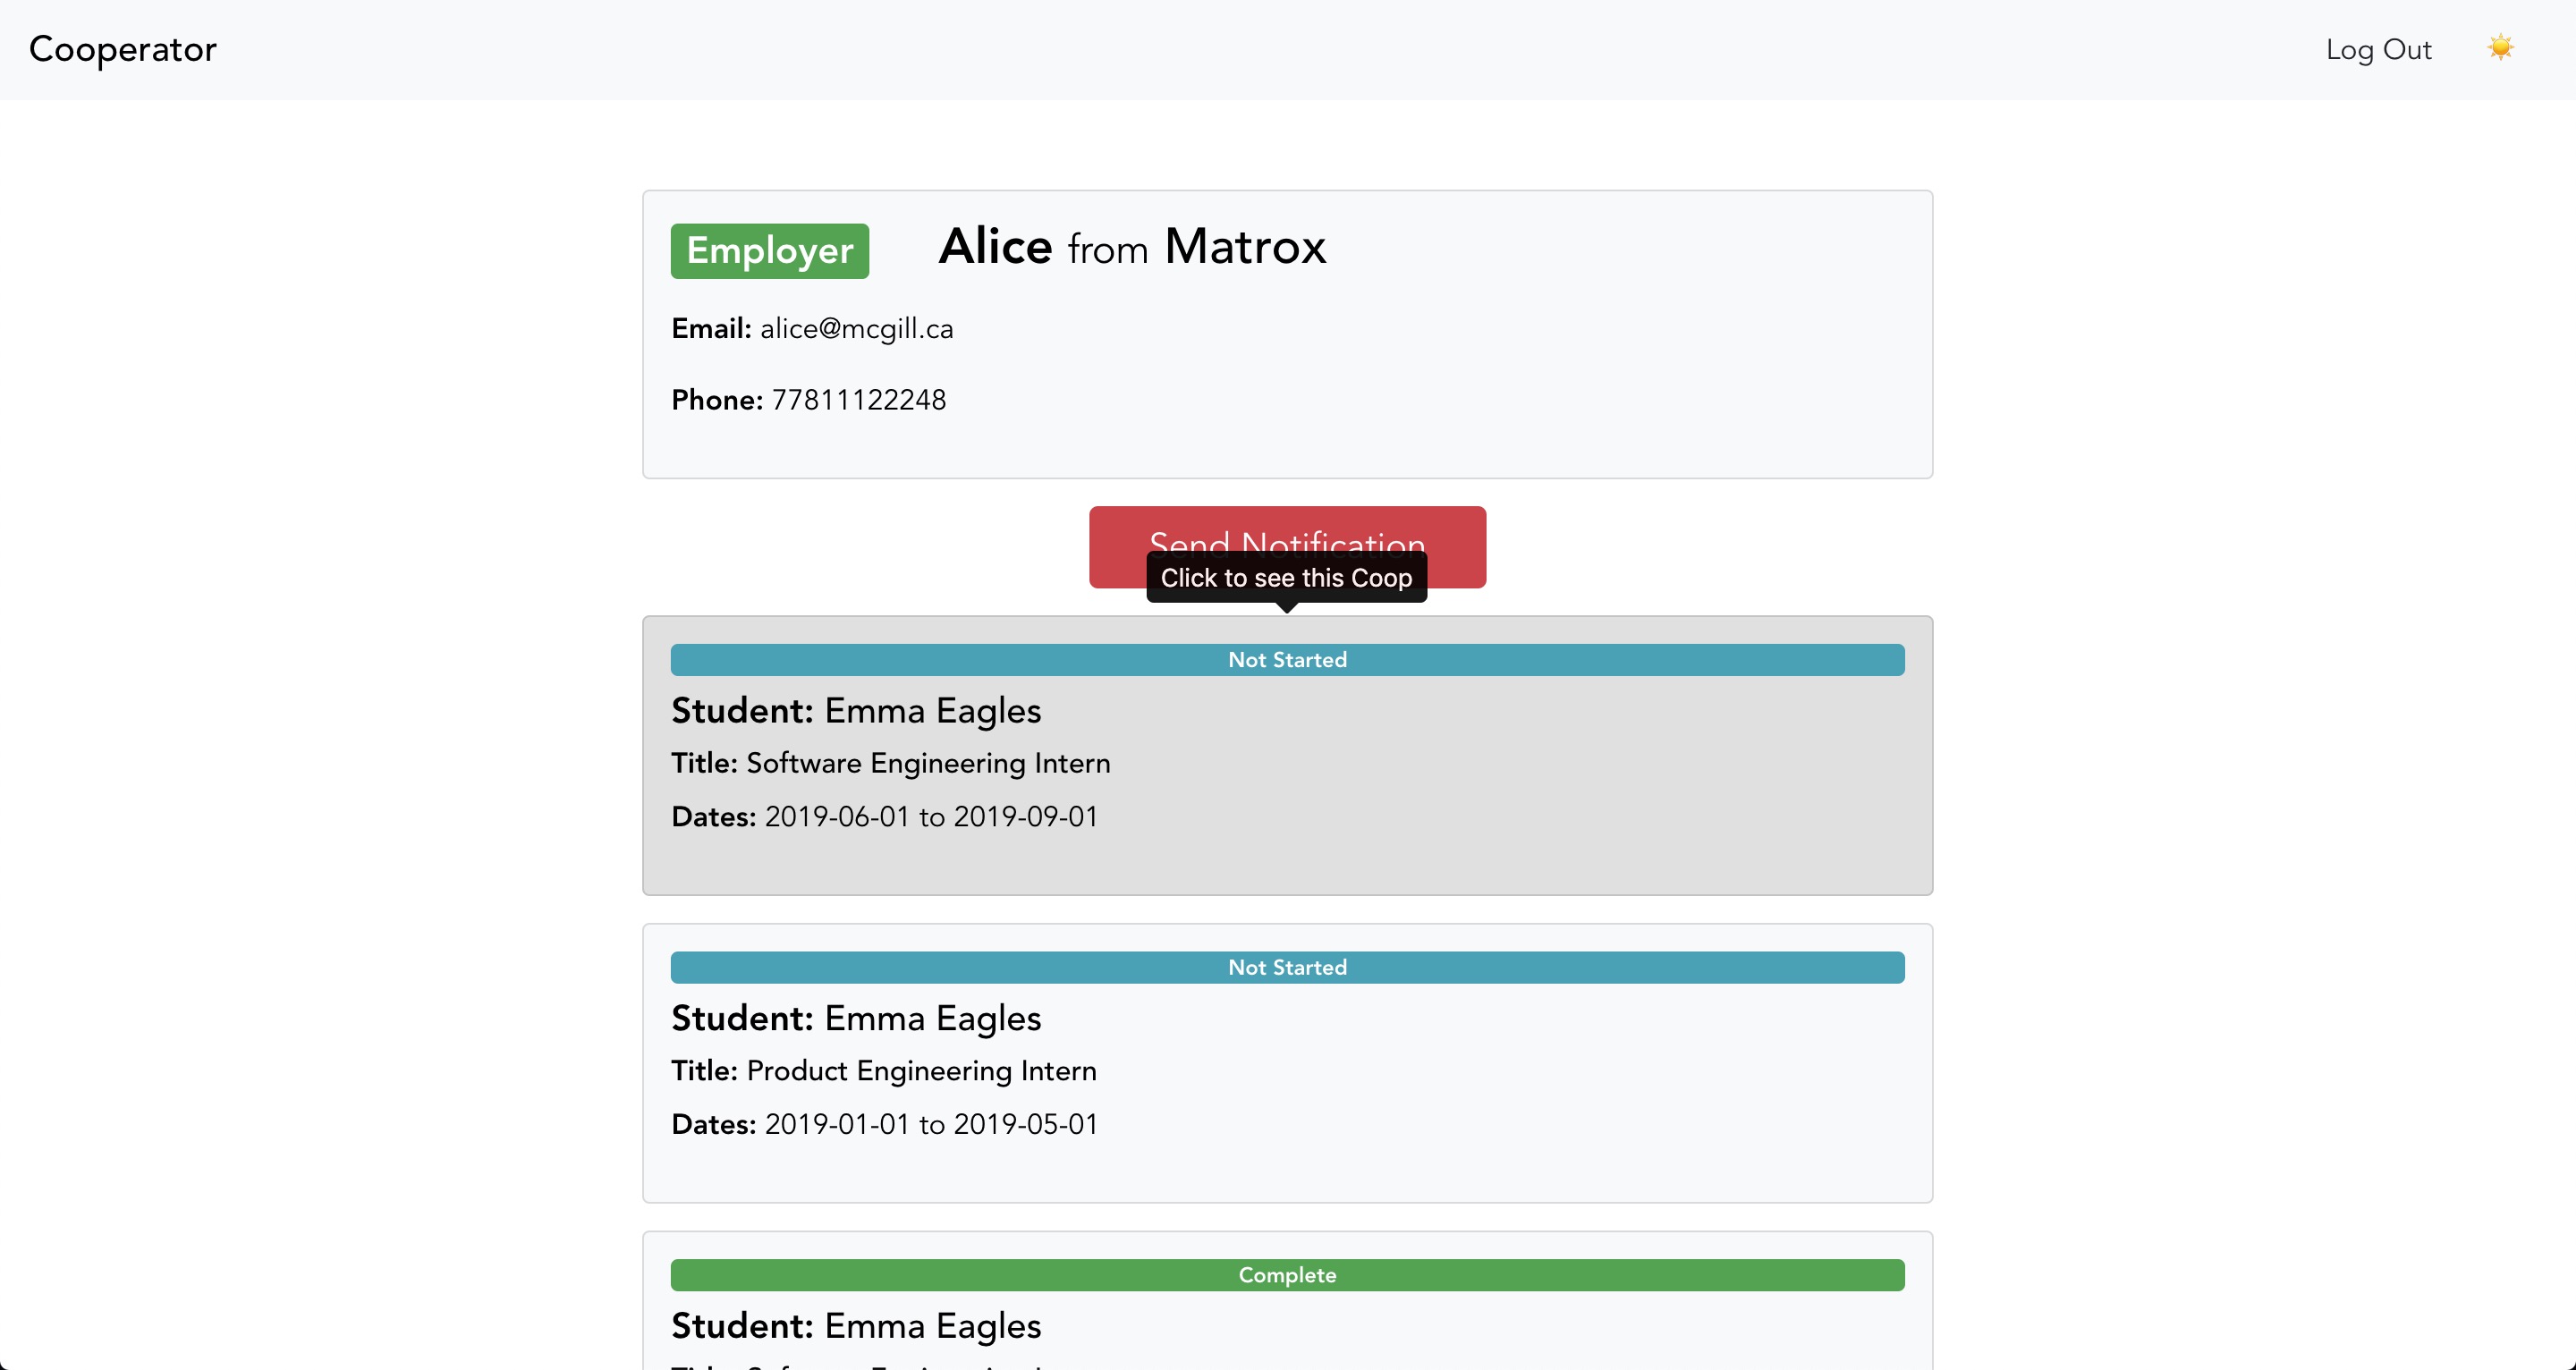 Cooperator
Log Out
Employer
Alice from Matrox
Email: alice@mcgill.ca
Phone: 77811122248
Send Notification
Click to see this Coop
Not Started
Student: Emma Eagles
Title: Software Engineering Intern
Dates: 2019-06-01 to 2019-09-01
Not Started
Student: Emma Eagles
Title: Product Engineering Intern
Dates: 2019-01-01 to 2019-05-01
Complete
Student: Emma Eagles